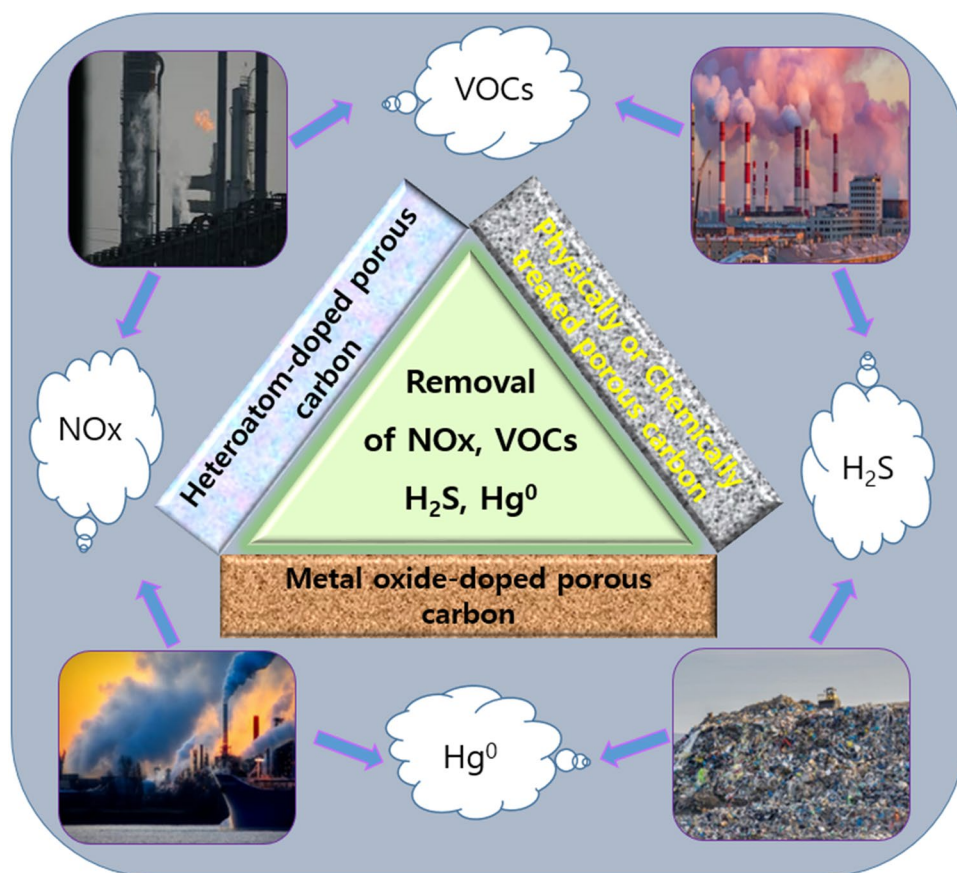 VOCs
Heteroatom-doped porous
carbon
Physically or Chemically
treated porous carbon
NOx
Removal
of NOx, VOCs
H₂S, Hg⁰
H₂S
Metal oxide-doped porous
carbon
Hg⁰